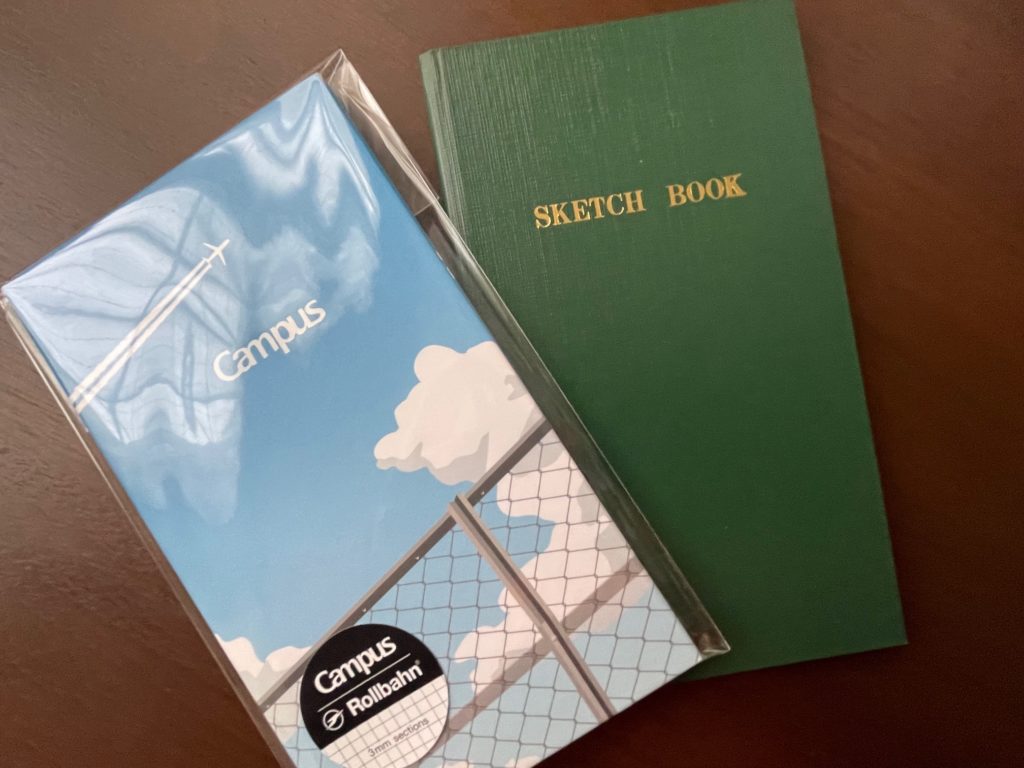 Campus
Campus
Rollbahn®
3mm sections
SKETCH BOOK